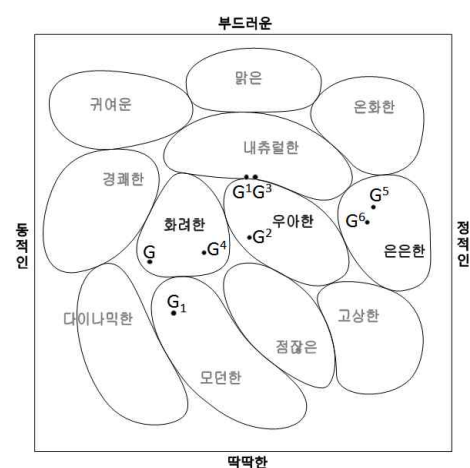 부드러운
맑은
귀여운
온화한
내츄럴한
경쾌한
G¹G³
G⁵
화려한
우아한
G⁶
동적인
정적인
G²
은은한
G
G⁴
G₁
다이나믹한
고상한
점잖은
모던한
딱딱한